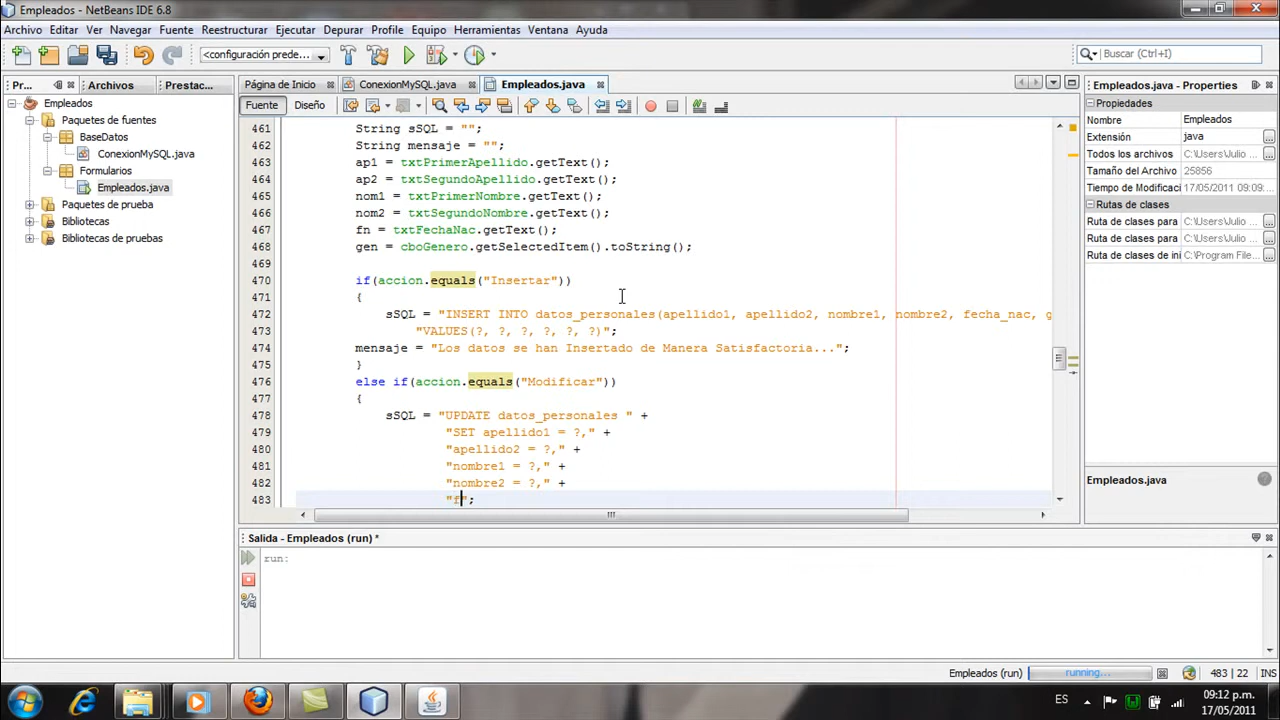 Empleados - NetBeans IDE 6.8
Archivo Editar Ver Navegar Fuente Reestructurar Ejecutar Depurar Profile Equipo Herramientas Ventana Ayuda
<configuración prede...
Buscar (Ctrl+I)
Pr... Archivos Prestac...
Página de Inicio ConexionMySQL.java Empleados.java
Empleados.java - Properties
Fuente Diseño
Empleados
Paquetes de fuentes
BaseDatos
ConexionMySQL.java
Formularios
Empleados.java
Paquetes de prueba
Bibliotecas
Bibliotecas de pruebas
461 String sSQL = "";
462 String mensaje = "";
463 ap1 = txtPrimerApellido.getText();
464 ap2 = txtSegundoApellido.getText();
465 nom1 = txtPrimerNombre.getText();
466 nom2 = txtSegundoNombre.getText();
467 fn = txtFechaNac.getText();
468 gen = cboGenero.getSelectedItem().toString();
469
470 if(accion.equals("Insertar"))
471 {
472 sSQL = "INSERT INTO datos_personales(apellido1, apellido2, nombre1, nombre2, fecha_nac, g
473 "VALUES(?, ?, ?, ?, ?, ?)";
474 mensaje = "Los datos se han Insertado de Manera Satisfactoria...";
475 }
476 else if(accion.equals("Modificar"))
477 {
478 sSQL = "UPDATE datos_personales " +
479 "SET apellido1 = ?," +
480 "apellido2 = ?," +
481 "nombre1 = ?," +
482 "nombre2 = ?," +
483 "f";
Propiedades
Nombre Empleados
Extensión java
Todos los archivos C:\Users\Julio ...
Tamaño del Archivo 25856
Tiempo de Modificaci 17/05/2011 09:09...
Rutas de clases
Ruta de clases para C:\Users\Julio ...
Ruta de clases para C:\Users\Julio ...
Ruta de clases de ini C:\Program File ...
Empleados.java
Salida - Empleados (run) *
run:
Empleados (run) running... 483 | 22 INS
ES 09:12 p.m.
17/05/2011